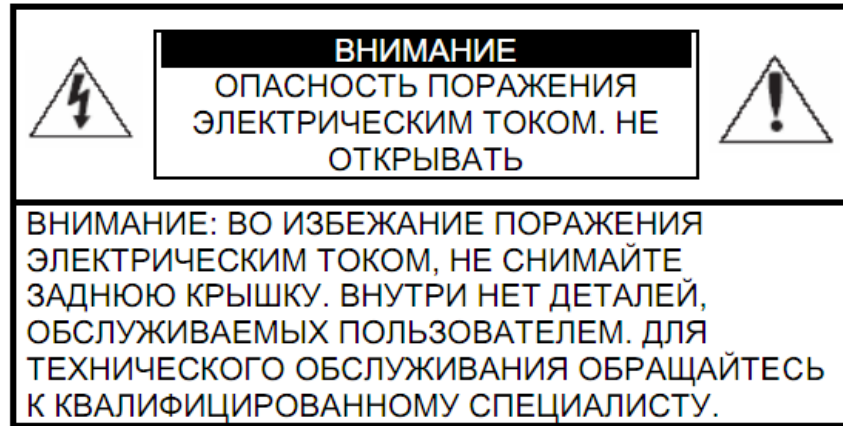 ВНИМАНИЕ
ОПАСНОСТЬ ПОРАЖЕНИЯ
ЭЛЕКТРИЧЕСКИМ ТОКОМ. НЕ
ОТКРЫВАТЬ
ВНИМАНИЕ: ВО ИЗБЕЖАНИЕ ПОРАЖЕНИЯ
ЭЛЕКТРИЧЕСКИМ ТОКОМ, НЕ СНИМАЙТЕ
ЗАДНЮЮ КРЫШКУ. ВНУТРИ НЕТ ДЕТАЛЕЙ,
ОБСЛУЖИВАЕМЫХ ПОЛЬЗОВАТЕЛЕМ. ДЛЯ
ТЕХНИЧЕСКОГО ОБСЛУЖИВАНИЯ ОБРАЩАЙТЕСЬ
К КВАЛИФИЦИРОВАННОМУ СПЕЦИАЛИСТУ.